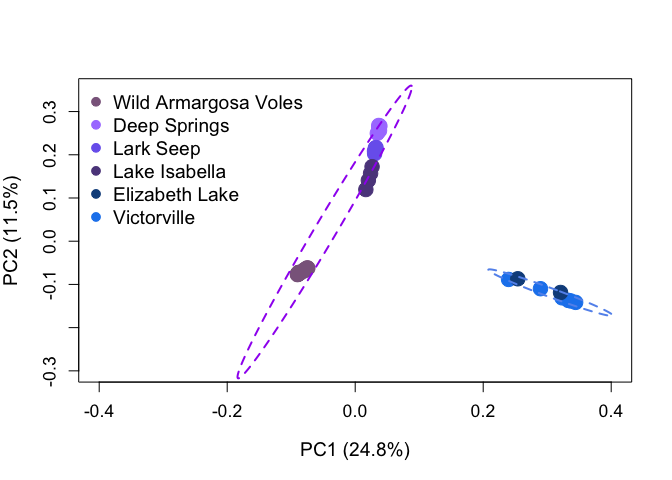 Wild Armargosa Voles
Deep Springs
Lark Seep
Lake Isabella
Elizabeth Lake
Victorville
PC2 (11.5%)
0.3
0.2
0.1
0.0
-0.1
-0.3
-0.4
-0.2
0.0
0.2
0.4
PC1 (24.8%)